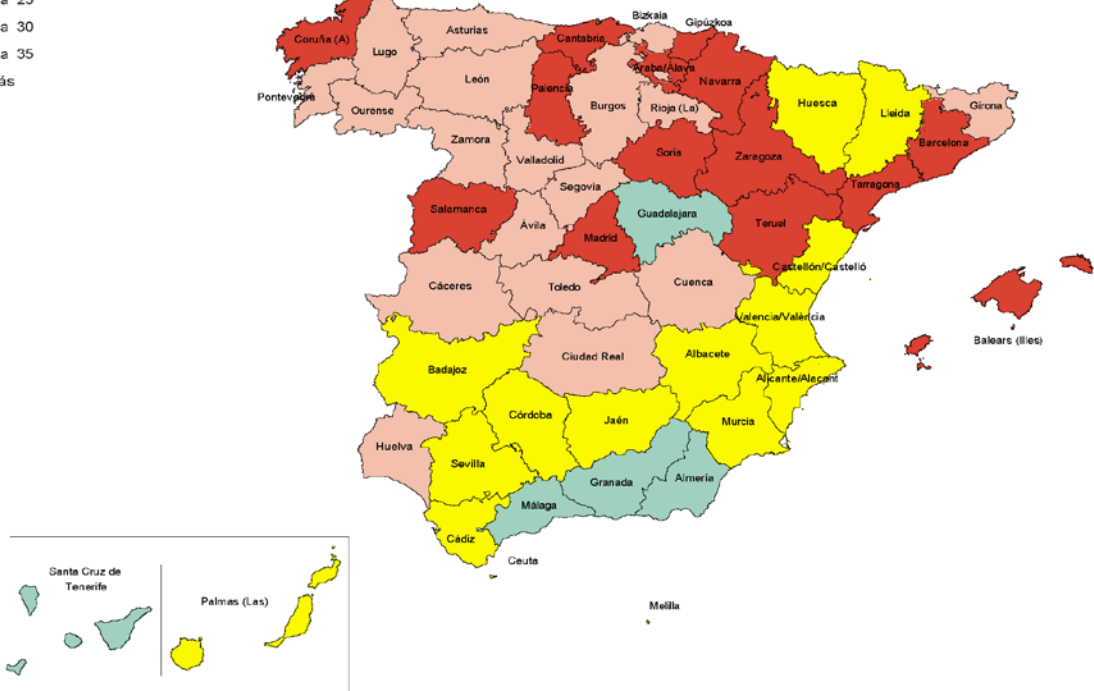 a 25
a 30
a 35
ás
Bizkaia
Gipúzkoa
Coruña (A)
Lugo
Asturias
Cantabria
Araba/Álava
Navarra
León
Palencia
Pontevedra
Ourense
Burgos
Rioja (La)
Huesca
Lleida
Girona
Barcelona
Zamora
Valladolid
Soria
Zaragoza
Tarragona
Segovia
Salamanca
Ávila
Madrid
Guadalajara
Teruel
Castellón/Castelló
Cáceres
Toledo
Cuenca
Valencia/València
Balears (Illes)
Badajoz
Ciudad Real
Albacete
Alicante/Alacant
Córdoba
Jaén
Murcia
Huelva
Sevilla
Granada
Almería
Málaga
Cádiz
Ceuta
Melilla
Santa Cruz de
Tenerife
Palmas (Las)